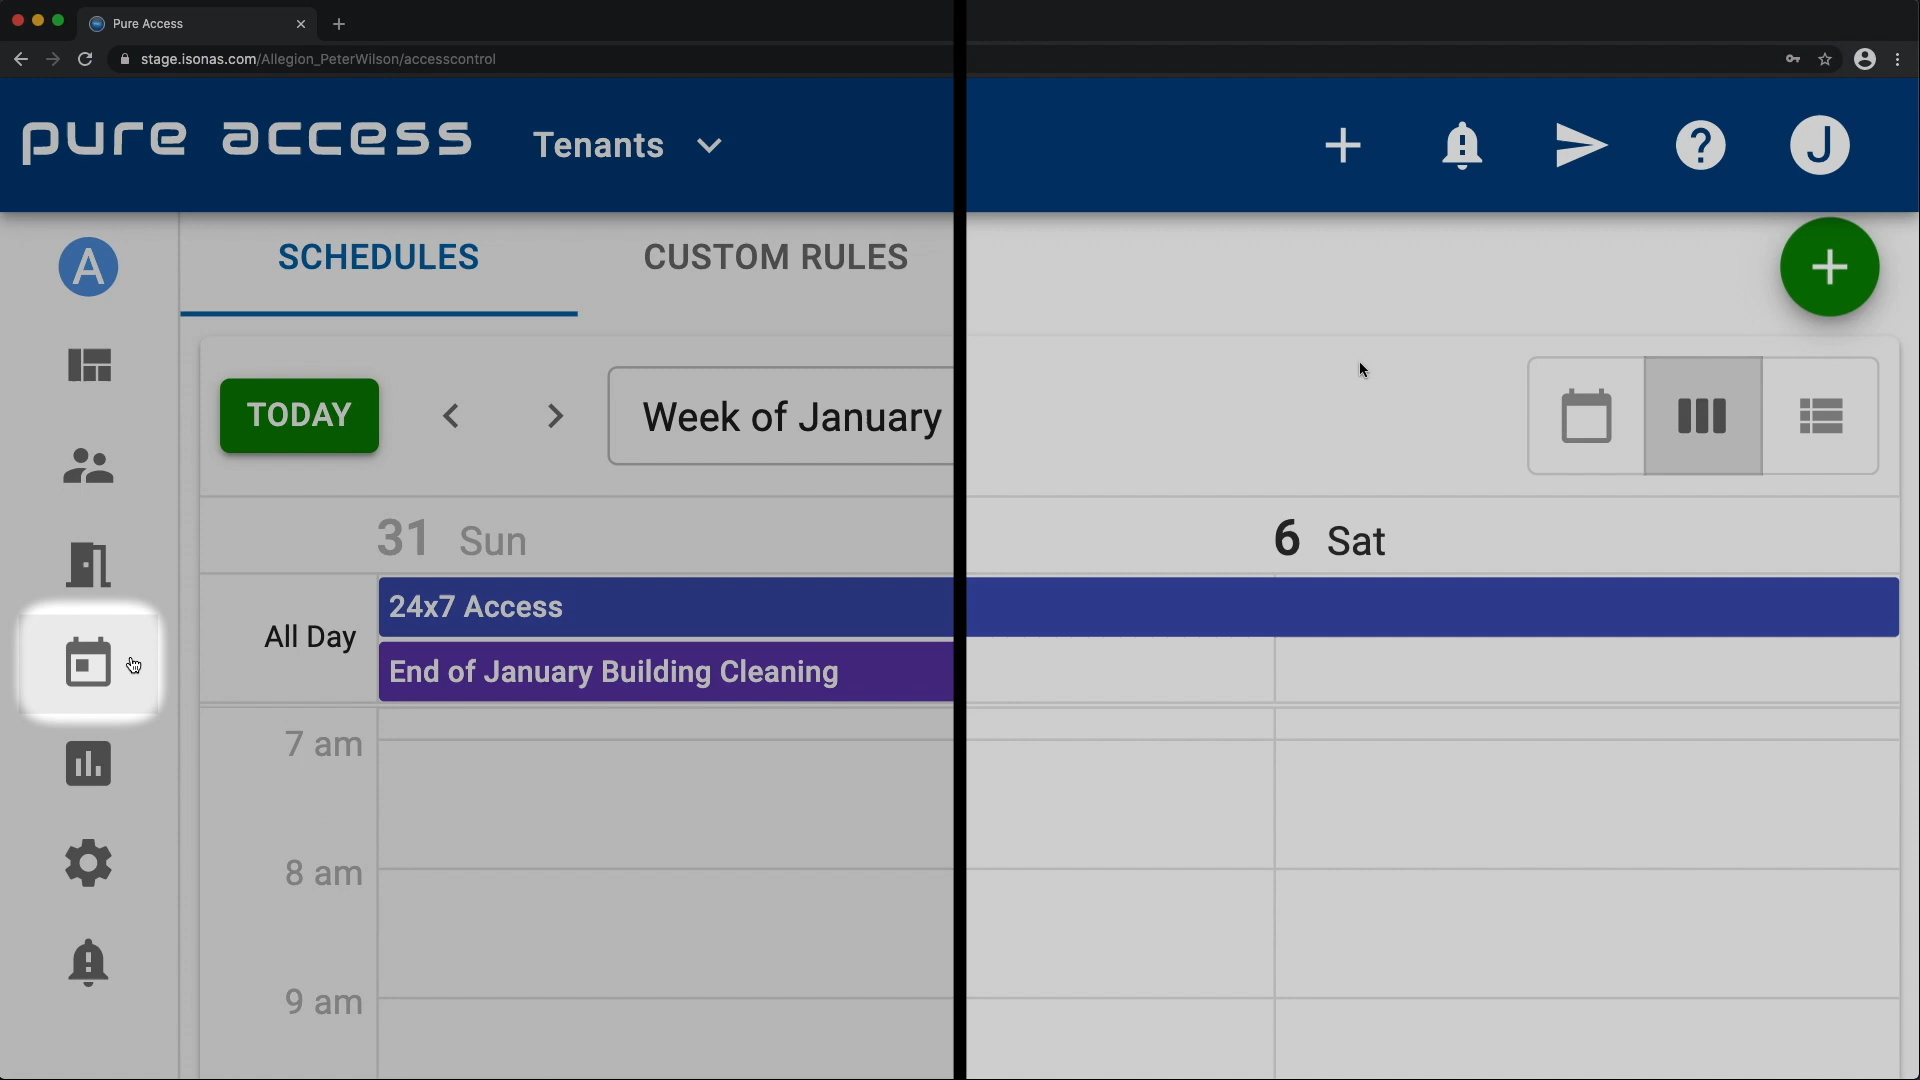 Pure Access
stage.isonas.com/Allegion_PeterWilson/accesscontrol
pure access
Tenants
J
A
SCHEDULES
CUSTOM RULES
TODAY
Week of January
31 Sun
6 Sat
All Day
24x7 Access
End of January Building Cleaning
7 am
8 am
9 am